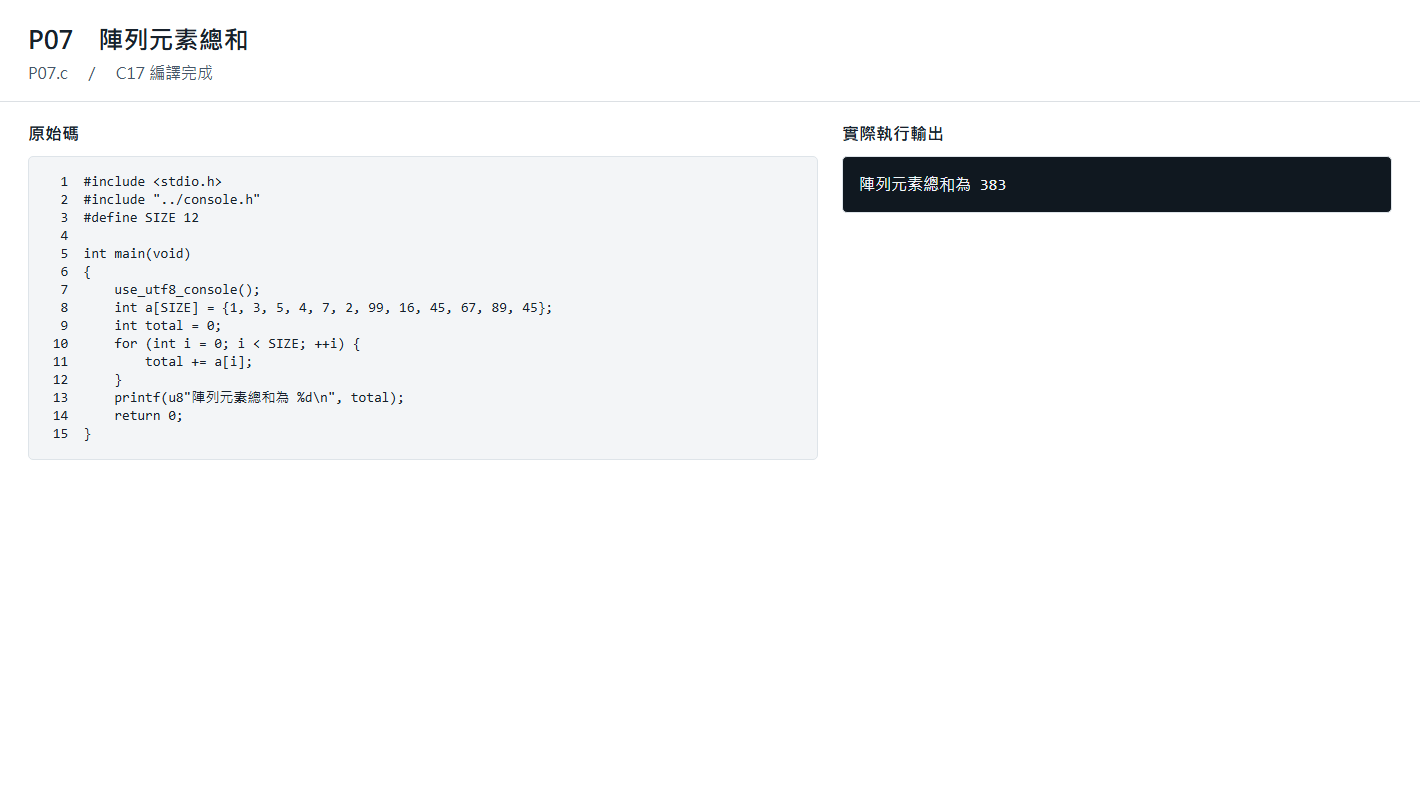 P07　陣列元素總和
P07.c / C17 編譯完成
原始碼
1 #include <stdio.h>
2 #include "../console.h"
3 #define SIZE 12
4
5 int main(void)
6 {
7     use_utf8_console();
8     int a[SIZE] = {1, 3, 5, 4, 7, 2, 99, 16, 45, 67, 89, 45};
9     int total = 0;
10     for (int i = 0; i < SIZE; ++i) {
11         total += a[i];
12     }
13     printf(u8"陣列元素總和為 %d\n", total);
14     return 0;
15 }
實際執行輸出
陣列元素總和為 383